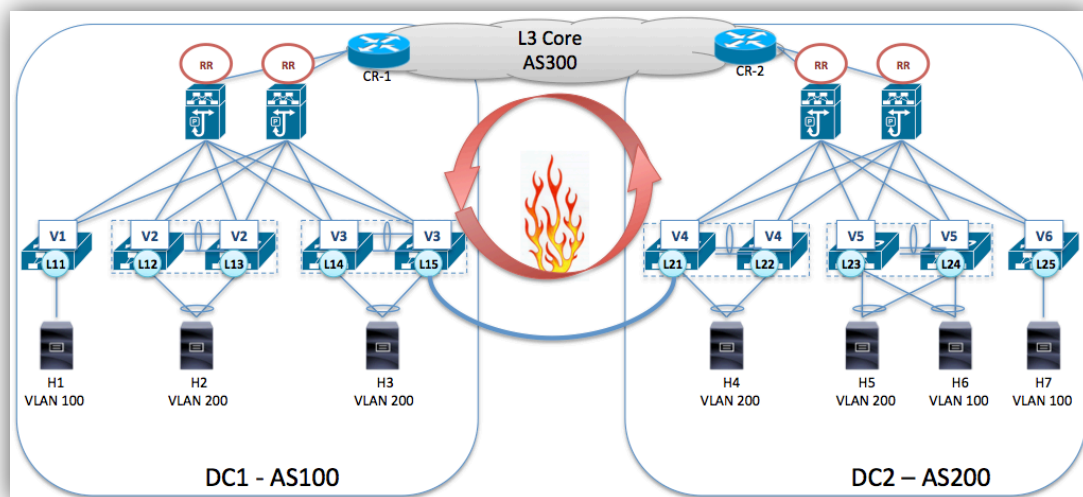 L3 Core
AS300
RR
RR
CR-1
CR-2
RR
RR
P
P
P
P
V1
V2
V2
V3
V3
V4
V4
V5
V5
V6
L11
L12
L13
L14
L15
L21
L22
L23
L24
L25
H1
VLAN 100
H2
VLAN 200
H3
VLAN 200
H4
VLAN 200
H5
VLAN 200
H6
VLAN 100
H7
VLAN 100
DC1 - AS100
DC2 – AS200